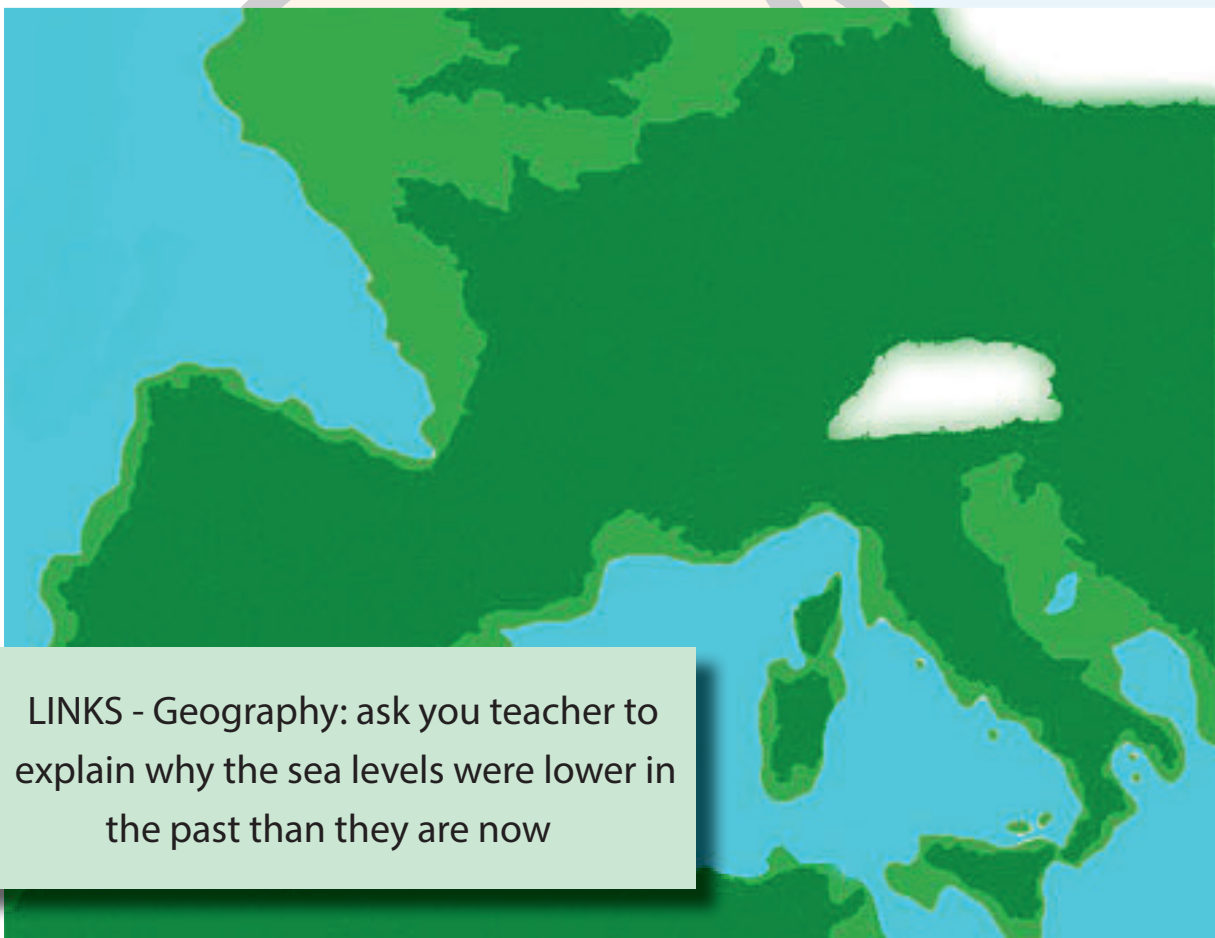 LINKS - Geography: ask you teacher to
explain why the sea levels were lower in
the past than they are now